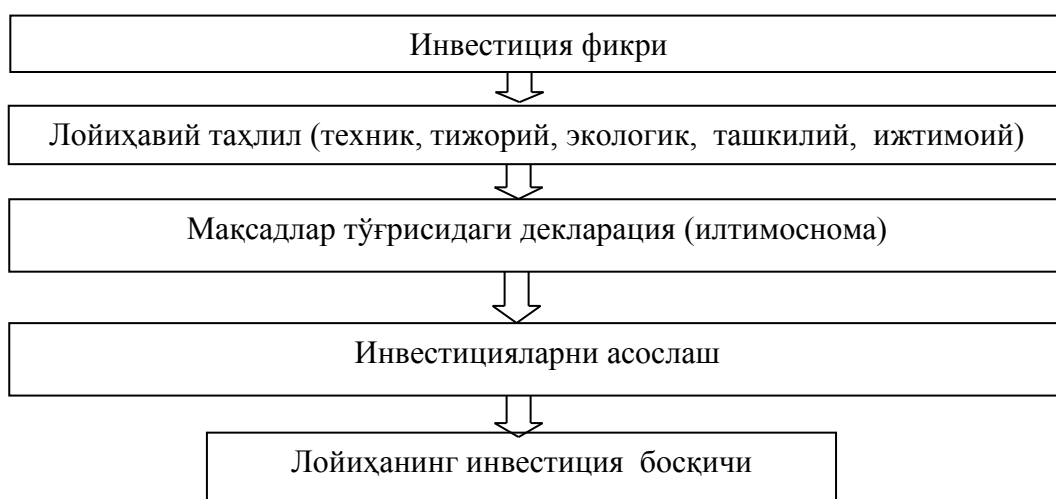 Инвестиция фикри
Лойиҳавий таҳлил (техник, тижорий, экологик, ташкилий, ижтимоий)
Мақсадлар тўғрисидаги декларация (илтимоснома)
Инвестицияларни асослаш
Лойиҳанинг инвестиция босқичи